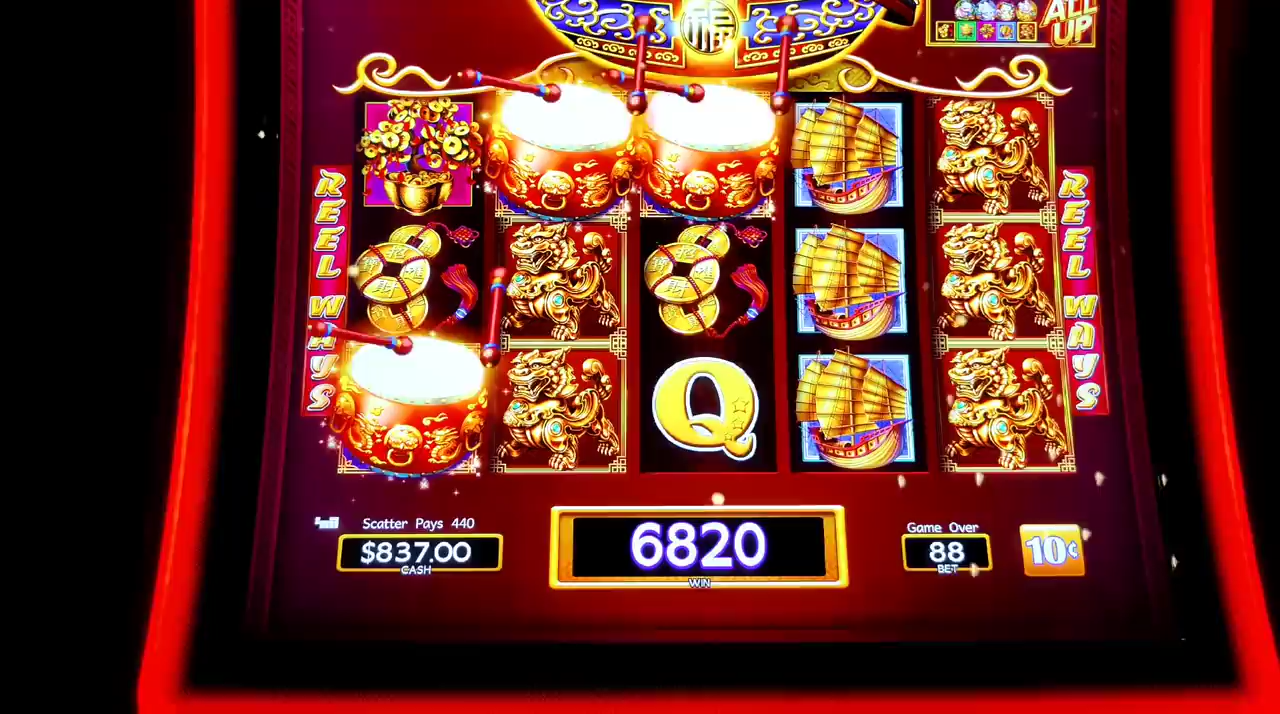 福
ALL
UP
REEL WAYS
REEL WAYS
Q
Scatter Pays 440
$837.00
CASH
6820
WIN
Game Over
88
BET
10¢